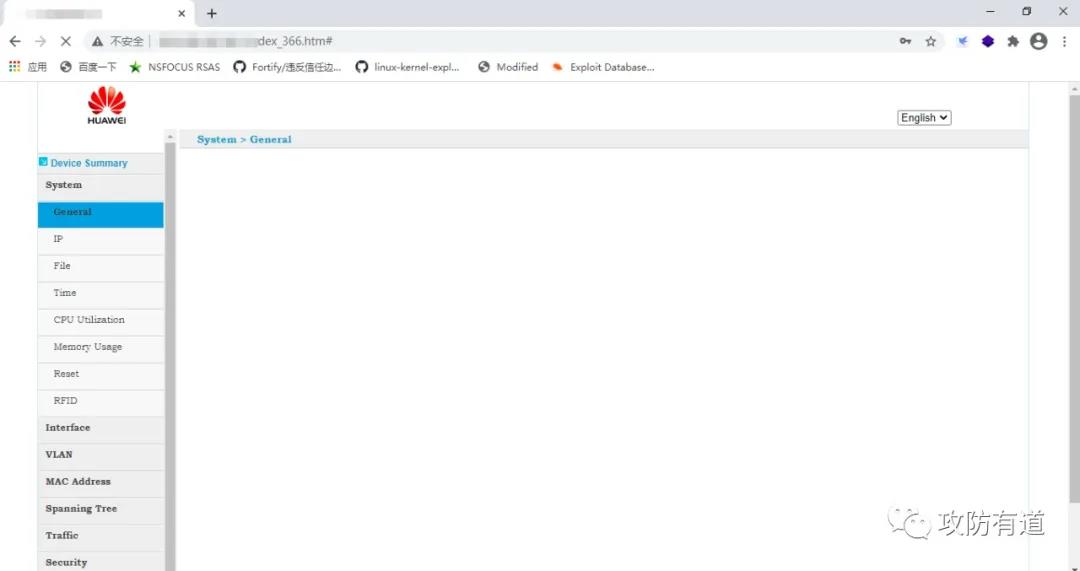 不安全
dex_366.htm#
应用 百度一下 NSFOCUS RSAS Fortify/违反信任边... linux-kernel-expl... Modified Exploit Database...
HUAWEI
English
System > General
Device Summary
System
General
IP
File
Time
CPU Utilization
Memory Usage
Reset
RFID
Interface
VLAN
MAC Address
Spanning Tree
Traffic
Security
攻防有道